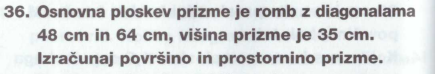 36. Osnovna ploskev prizme je romb z diagonalama
48 cm in 64 cm, višina prizme je 35 cm.
Izračunaj površino in prostornino prizme.